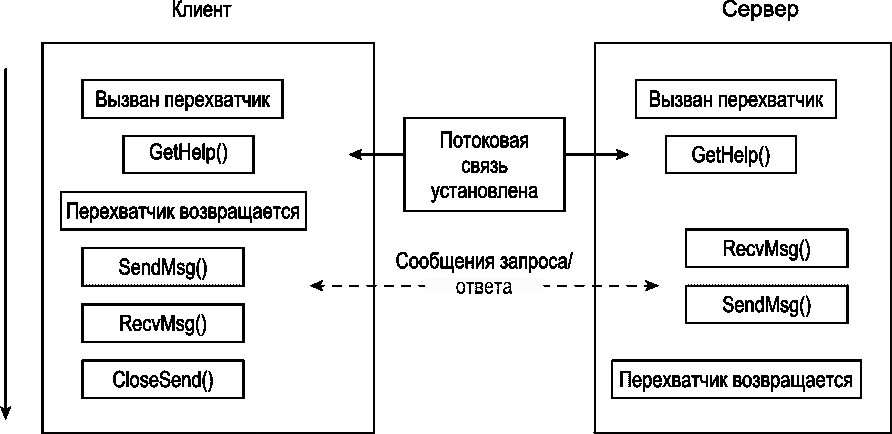 Клиент
Сервер
Вызван перехватчик
GetHelp()
Перехватчик возвращается
SendMsg()
RecvMsg()
CloseSend()
Потоковая
связь
установлена
Сообщения запроса/
ответа
Вызван перехватчик
GetHelp()
RecvMsg()
SendMsg()
Перехватчик возвращается